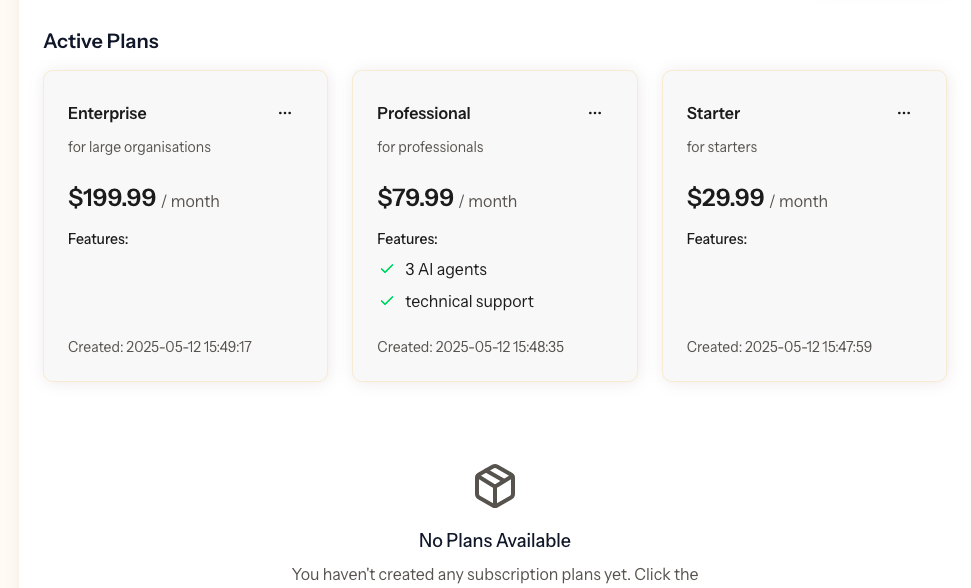 Active Plans
Enterprise ...
for large organisations
$199.99 / month
Features:
Created: 2025-05-12 15:49:17
Professional ...
for professionals
$79.99 / month
Features:
3 AI agents
technical support
Created: 2025-05-12 15:48:35
Starter ...
for starters
$29.99 / month
Features:
Created: 2025-05-12 15:47:59
No Plans Available
You haven't created any subscription plans yet. Click the